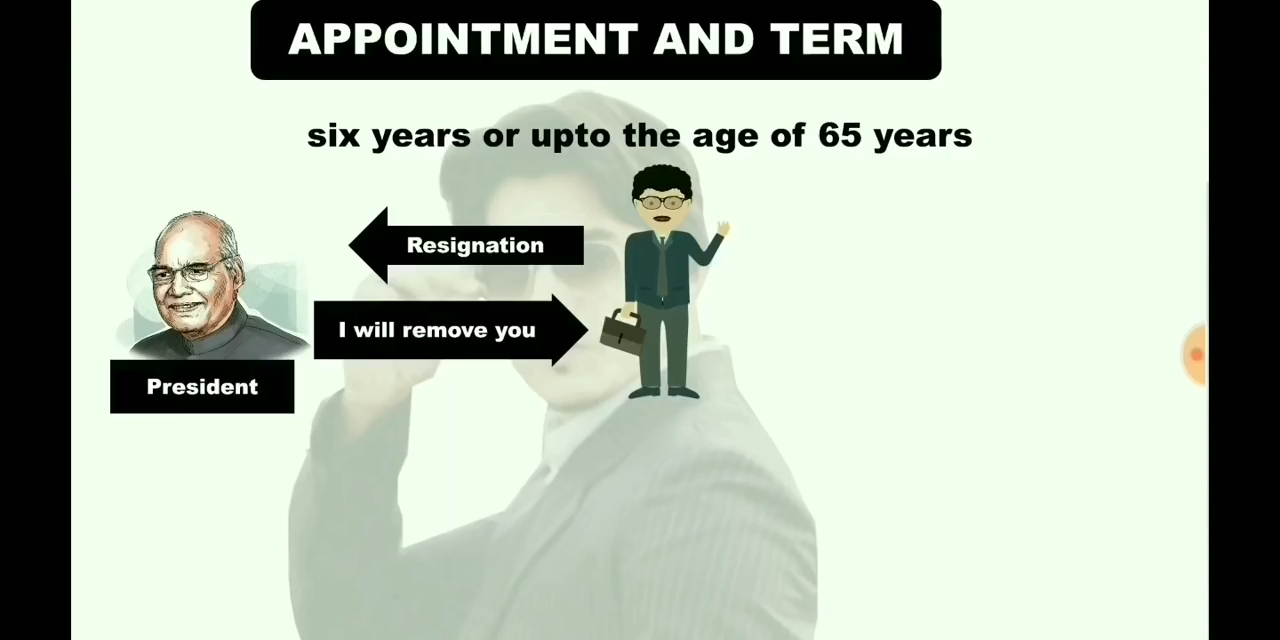 APPOINTMENT AND TERM
six years or upto the age of 65 years
Resignation
I will remove you
President